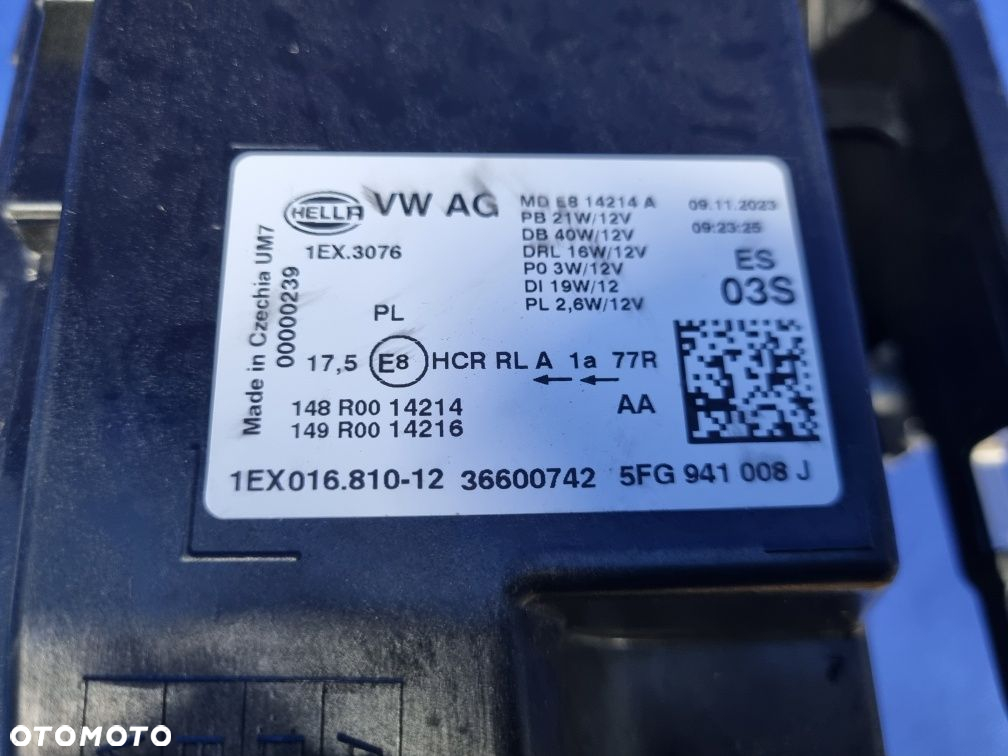 HELLA VW AG
1EX.3076
MD E8 14214 A
PB 21W/12V
DB 40W/12V
DRL 16W/12V
PO 3W/12V
DI 19W/12
PL 2,6W/12V
09.11.2023
09:23:25
ES
03S
Made in Czechia UM7
00000239
PL
17,5 E8 HCR RL A 1a 77R
AA
148 R00 14214
149 R00 14216
1EX016.810-12 36600742 5FG 941 008 J
OTOMOTO